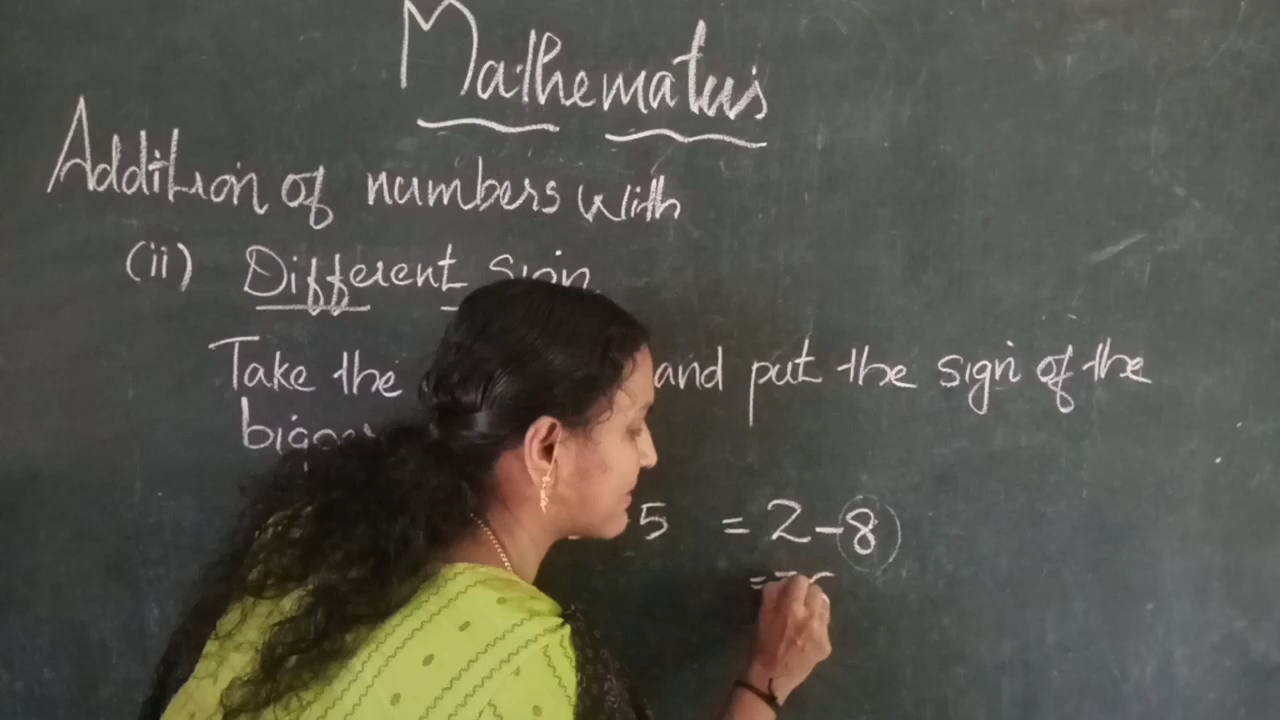 Mathematics
Addition of numbers with
(ii) Different sign
Take the and put the sign of the
bigger
5 = 2-8
= -